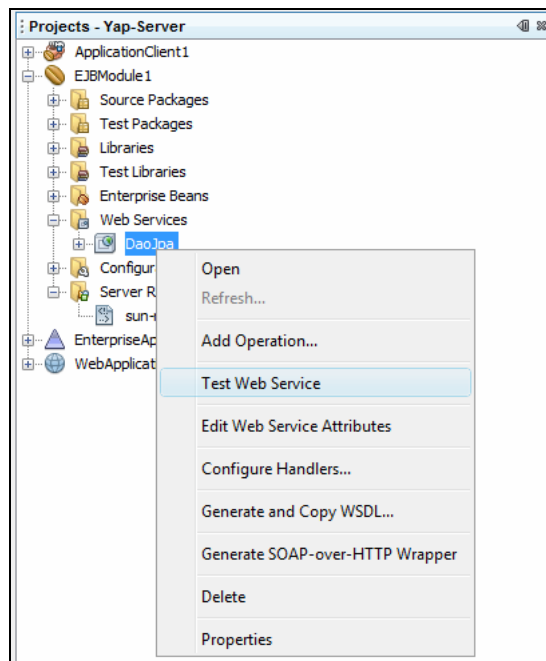 Projects - Yap-Server
ApplicationClient1
EJBModule1
Source Packages
Test Packages
Libraries
Test Libraries
Enterprise Beans
Web Services
DaoJpa
Configura
Server R
sun-r
EnterpriseAp
WebApplicat
Open
Refresh...
Add Operation...
Test Web Service
Edit Web Service Attributes
Configure Handlers...
Generate and Copy WSDL...
Generate SOAP-over-HTTP Wrapper
Delete
Properties